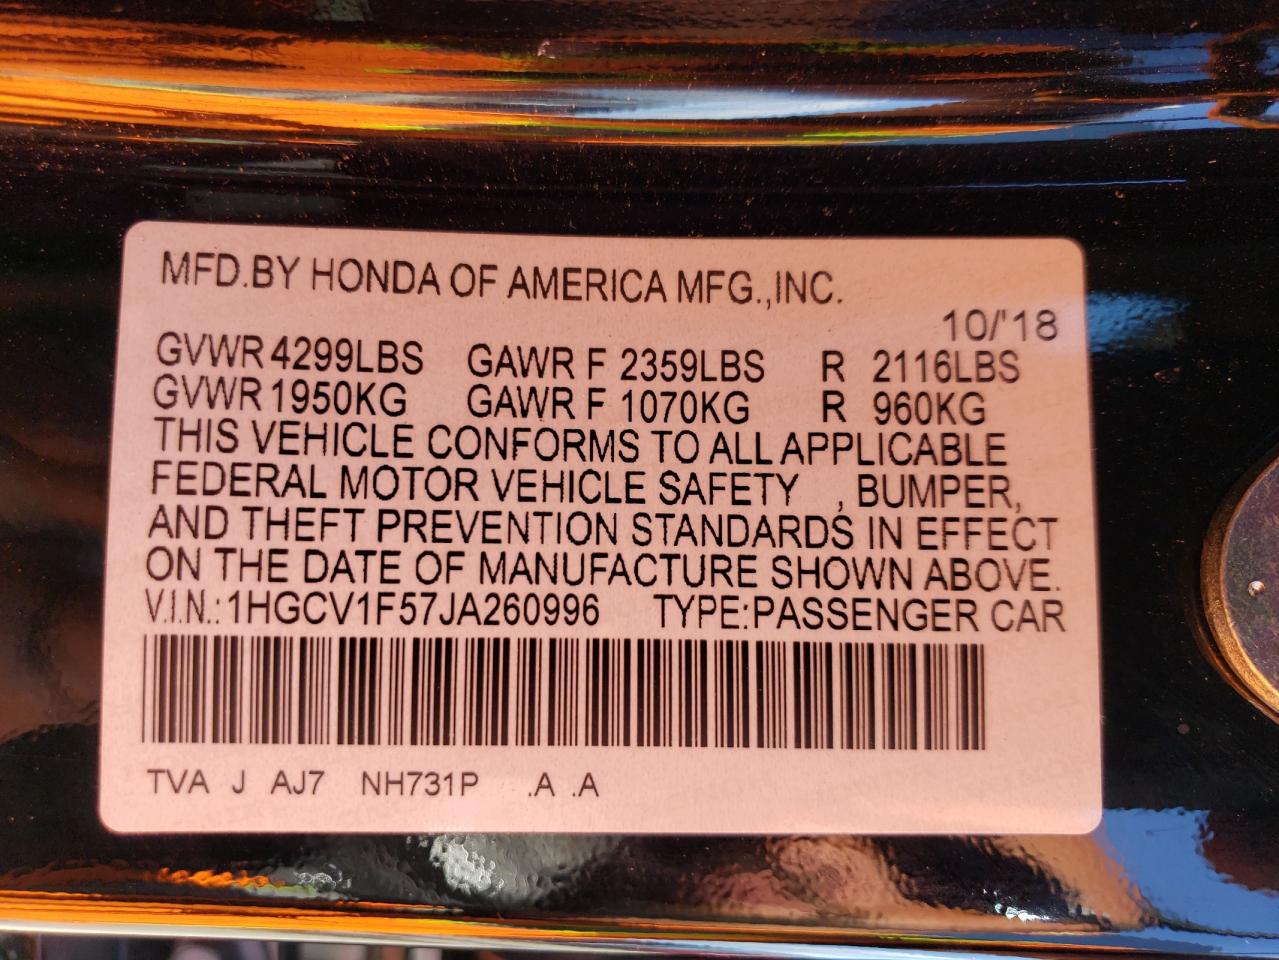 MFD.BY HONDA OF AMERICA MFG.,INC.
10/'18
GVWR 4299LBS GAWR F 2359LBS R 2116LBS
GVWR 1950KG GAWR F 1070KG R 960KG
THIS VEHICLE CONFORMS TO ALL APPLICABLE
FEDERAL MOTOR VEHICLE SAFETY , BUMPER,
AND THEFT PREVENTION STANDARDS IN EFFECT
ON THE DATE OF MANUFACTURE SHOWN ABOVE.
V.I.N.: 1HGCV1F57JA260996 TYPE:PASSENGER CAR
TVA J AJ7 NH731P .A .A